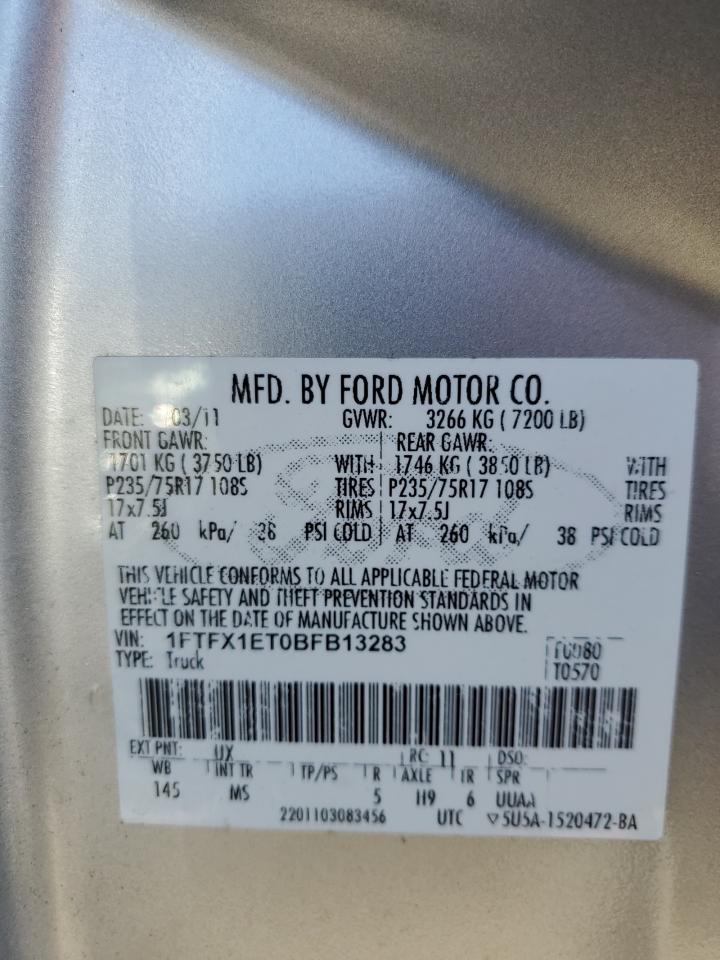 MFD. BY FORD MOTOR CO.
DATE: 03/11 GVWR: 3266 KG ( 7200 LB)
FRONT GAWR: REAR GAWR:
1701 KG ( 3750 LB) WITH 1746 KG ( 3850 LB) WITH
P235/75R17 108S TIRES P235/75R17 108S TIRES
17x7.5J RIMS 17x7.5J RIMS
AT 260 kPa/ 38 PSI COLD AT 260 kPa/ 38 PSI COLD
THIS VEHICLE CONFORMS TO ALL APPLICABLE FEDERAL MOTOR
VEHICLE SAFETY AND THEFT PREVENTION STANDARDS IN
EFFECT ON THE DATE OF MANUFACTURE SHOWN ABOVE.
VIN: 1FTFX1ET0BFB13283
TYPE: Truck
T0570
EXT PNT: UX RC: 11 DSO:
WB INT TR TP/PS R AXLE TR SPR
145 MS 5 H9 6 UUAA
2201103083456 UTC ▽5U5A-1520472-BA